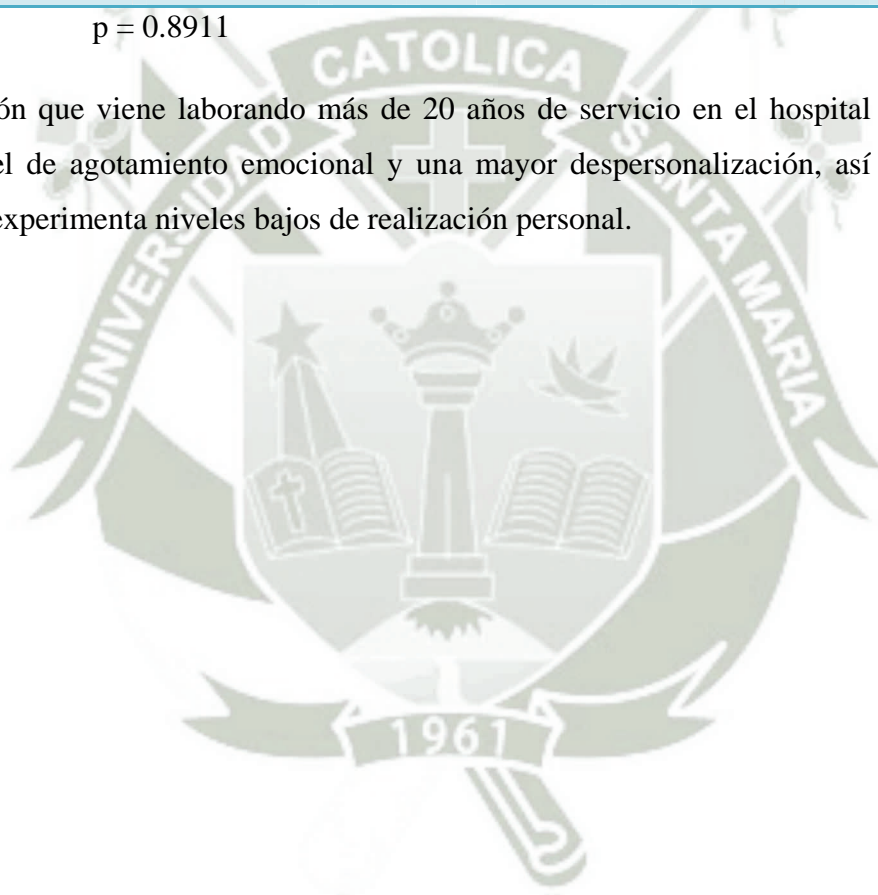 p = 0.8911
ón que viene laborando más de 20 años de servicio en el hospital
el de agotamiento emocional y una mayor despersonalización, así
experimenta niveles bajos de realización personal.
UNIVERSIDAD CATOLICA SANTA MARIA
1961